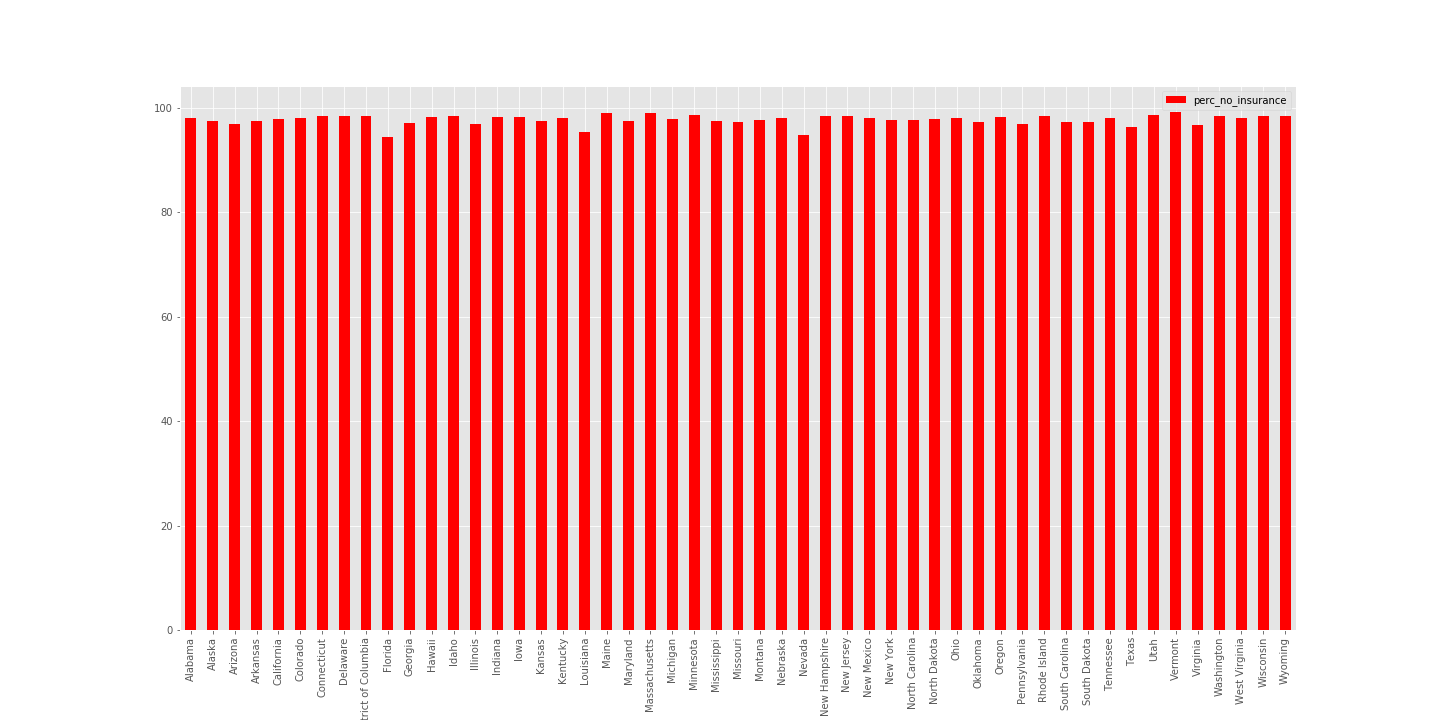 perc_no_insurance
100
80
60
40
20
0
Alabama
Alaska
Arizona
Arkansas
California
Colorado
Connecticut
Delaware
trict of Columbia
Florida
Georgia
Hawaii
Idaho
Illinois
Indiana
Iowa
Kansas
Kentucky
Louisiana
Maine
Maryland
Massachusetts
Michigan
Minnesota
Mississippi
Missouri
Montana
Nebraska
Nevada
New Hampshire
New Jersey
New Mexico
New York
North Carolina
North Dakota
Ohio
Oklahoma
Oregon
Pennsylvania
Rhode Island
South Carolina
South Dakota
Tennessee
Texas
Utah
Vermont
Virginia
Washington
West Virginia
Wisconsin
Wyoming